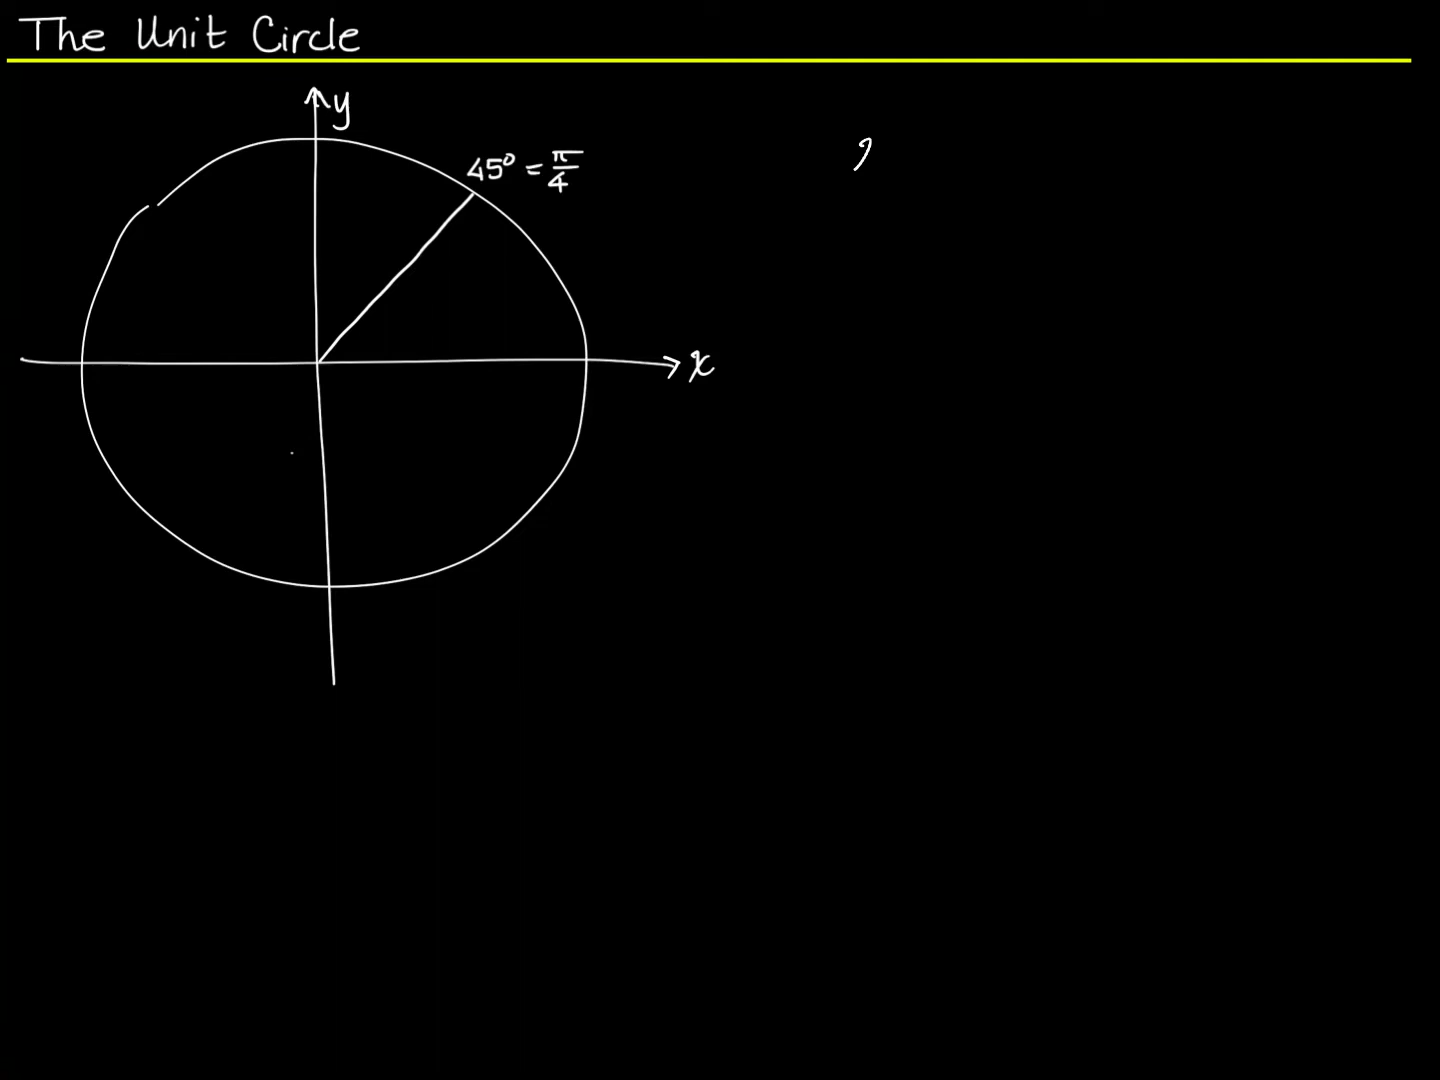 The Unit Circle
y
45° = π/4
x